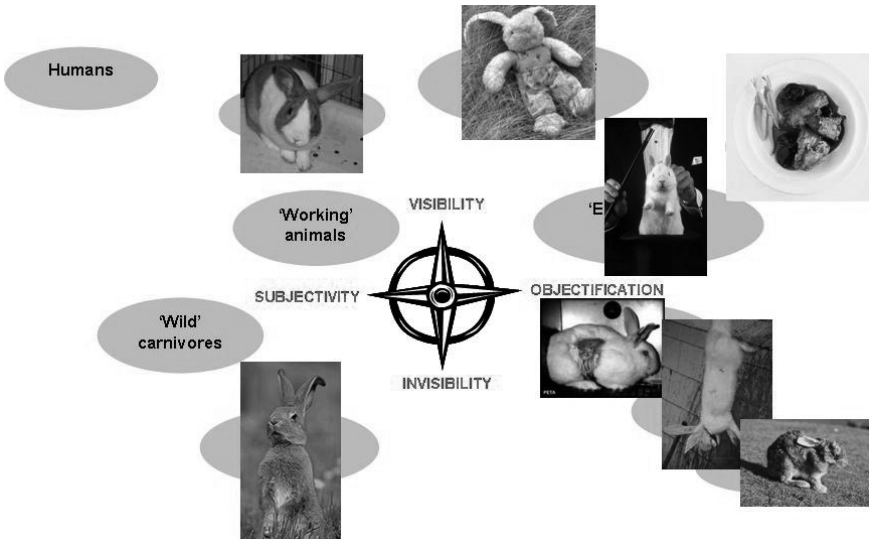 Humans
VISIBILITY
'Working'
animals
'E
SUBJECTIVITY
OBJECTIFICATION
'Wild'
carnivores
INVISIBILITY
PETA